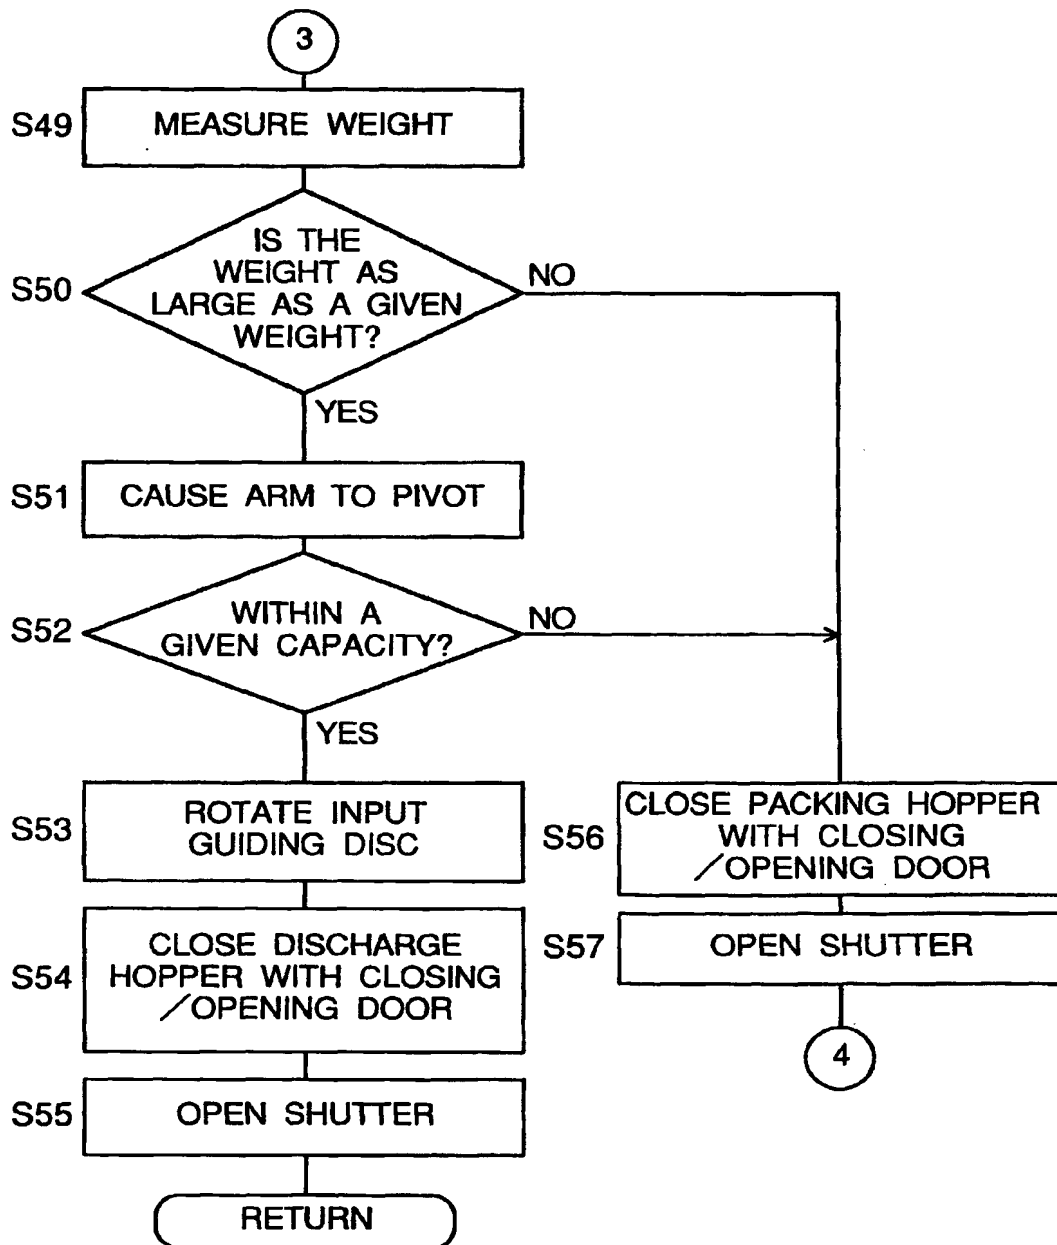 3
S49
MEASURE WEIGHT
S50
IS THE
WEIGHT AS
LARGE AS A GIVEN
WEIGHT?
NO
YES
S51
CAUSE ARM TO PIVOT
S52
WITHIN A
GIVEN CAPACITY?
NO
YES
S53
ROTATE INPUT
GUIDING DISC
S54
CLOSE DISCHARGE
HOPPER WITH CLOSING
/OPENING DOOR
S55
OPEN SHUTTER
RETURN
S56
CLOSE PACKING HOPPER
WITH CLOSING
/OPENING DOOR
S57
OPEN SHUTTER
4